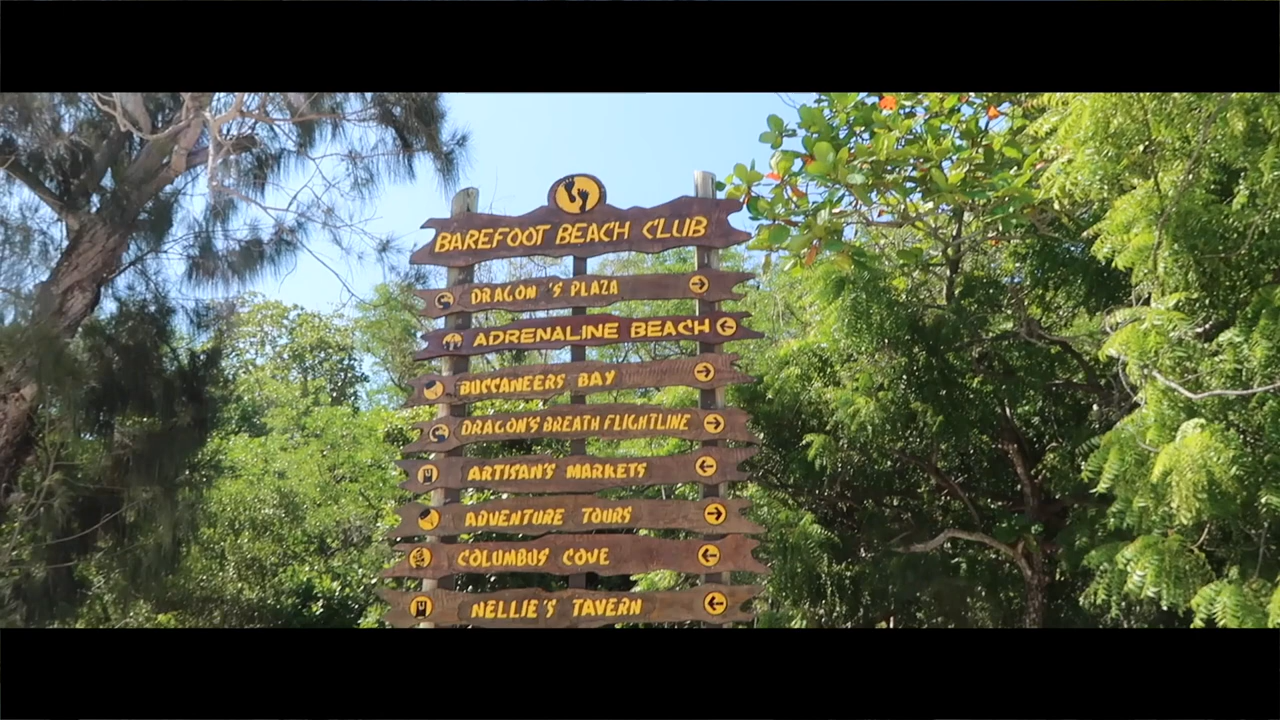 BAREFOOT BEACH CLUB
DRAGON 'S PLAZA
ADRENALINE BEACH
BUCCANEERS BAY
DRAGON'S BREATH FLIGHTLINE
ARTISAN'S MARKETS
ADVENTURE TOURS
COLUMBUS COVE
NELLIE'S TAVERN